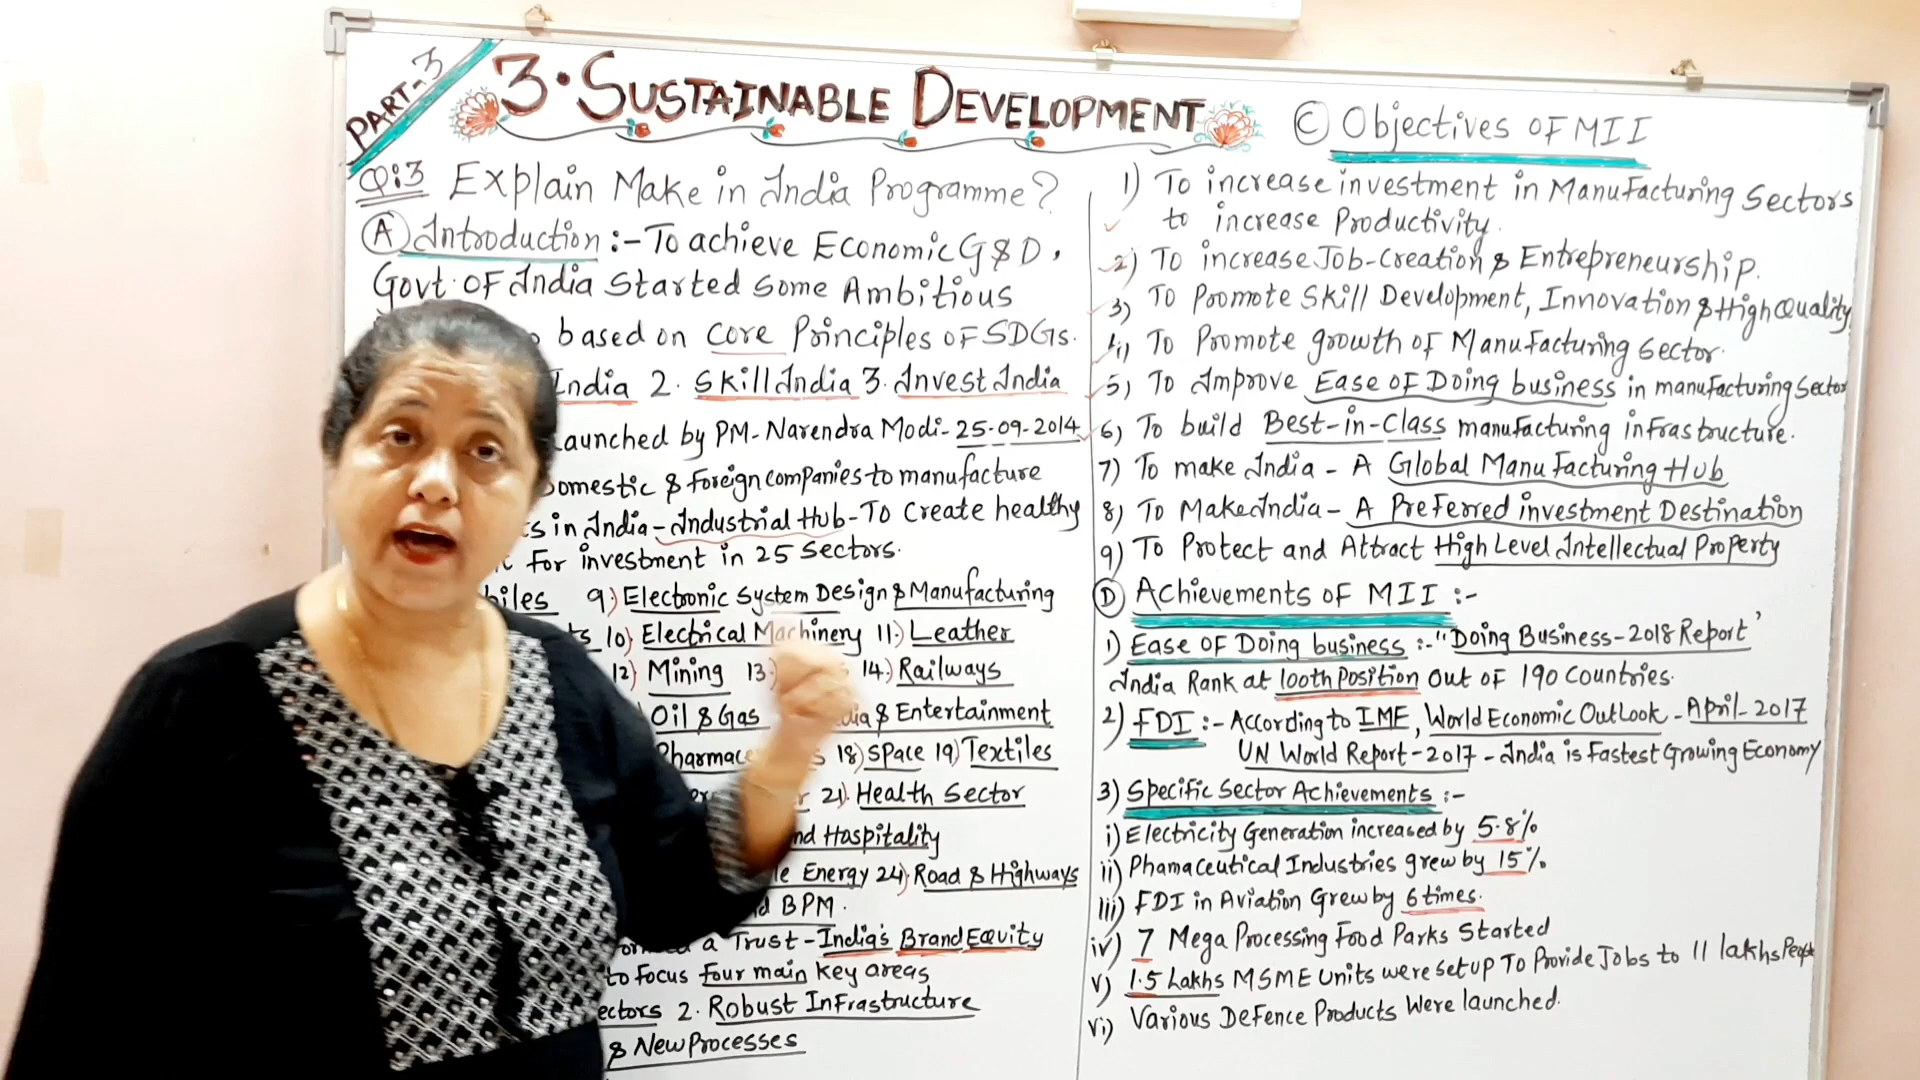 PART-3
3. SUSTAINABLE DEVELOPMENT
Q:3 Explain Make in India Programme?
(A) Introduction :- To achieve Economic G & D,
Govt. of India Started Some Ambitious
based on Core Principles of SDGs.
India 2. Skill India 3. Invest India
Launched by PM-Narendra Modi-25-09-2014
Domestic & Foreign companies to manufacture
in India-Industrial Hub-To Create healthy
For investment in 25 Sectors.
9.) Electronic System Design & Manufacturing
10) Electrical Machinery 11.) Leather
12) Mining 13.) 14.) Railways
Oil & Gas & Entertainment
18) Space 19) Textiles
21). Health Sector
and Hospitality
Energy 24). Road & Highways
BPM.
a Trust-India's Brand Equity
to Focus four main key areas
2. Robust Infrastructure
& New Processes
(C) Objectives of MII
1) To increase investment in Manufacturing Sectors
to increase Productivity.
2) To increase Job-Creation & Entrepreneurship.
3) To Promote Skill Development, Innovation & High Quality
4) To Promote growth of Manufacturing Sector.
5) To Improve Ease of Doing business in manufacturing Sector
6) To build Best-in-Class manufacturing infrastructure.
7) To make India - A Global Manufacturing Hub
8) To Make India - A Preferred investment Destination
9) To Protect and Attract High Level Intellectual Property
(D) Achievements of MII :-
1) Ease of Doing business :- "Doing Business-2018 Report'
India Rank at 100th Position out of 190 Countries.
2) FDI :- According to IMF, World Economic Outlook - April-2017
UN World Report-2017-India is Fastest Growing Economy
3) Specific Sector Achievements :-
i) Electricity Generation increased by 5.8%
ii) Phamaceutical Industries grew by 15%
iii) FDI in Aviation Grew by 6 times.
iv) 7 Mega Processing Food Parks Started
v) 1.5 Lakhs MSME Units were setup To Provide Jobs to 11 lakhs People
vi) Various Defence Products Were launched.